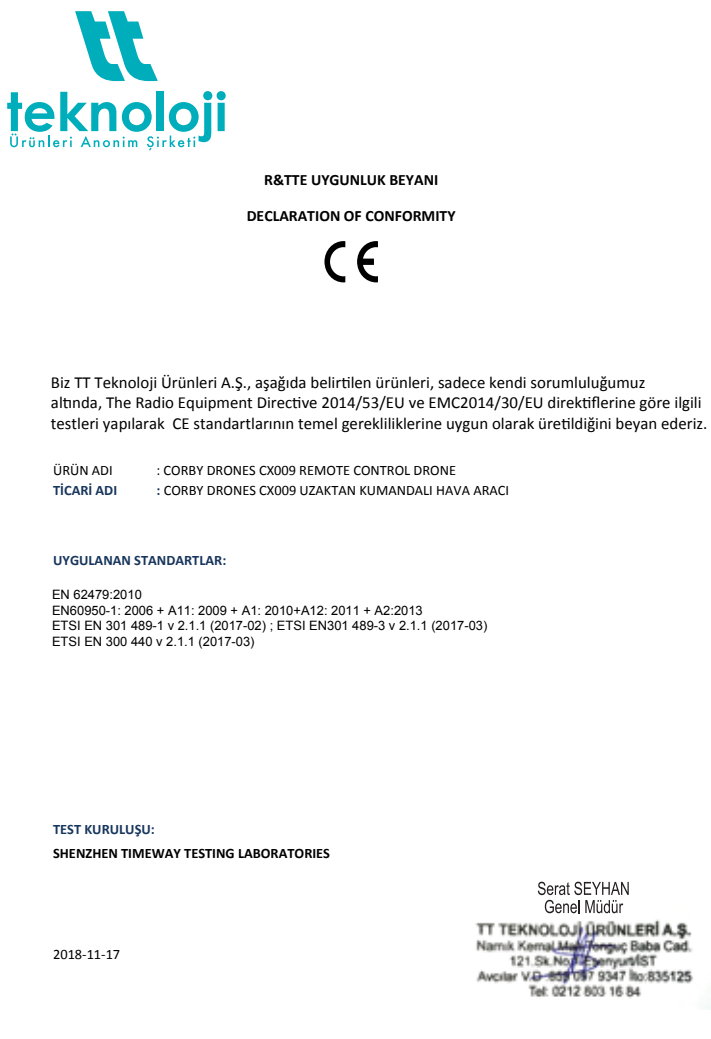 tt
teknoloji
Ürünleri Anonim Şirketi
R&TTE UYGUNLUK BEYANI
DECLARATION OF CONFORMITY
CE
Biz TT Teknoloji Ürünleri A.Ş., aşağıda belirtilen ürünleri, sadece kendi sorumluluğumuz
altında, The Radio Equipment Directive 2014/53/EU ve EMC2014/30/EU direktiflerine göre ilgili
testleri yapılarak CE standartlarının temel gerekliliklerine uygun olarak üretildiğini beyan ederiz.
ÜRÜN ADI : CORBY DRONES CX009 REMOTE CONTROL DRONE
TİCARİ ADI : CORBY DRONES CX009 UZAKTAN KUMANDALI HAVA ARACI
UYGULANAN STANDARTLAR:
EN 62479:2010
EN60950-1: 2006 + A11: 2009 + A1: 2010+A12: 2011 + A2:2013
ETSI EN 301 489-1 v 2.1.1 (2017-02) ; ETSI EN301 489-3 v 2.1.1 (2017-03)
ETSI EN 300 440 v 2.1.1 (2017-03)
TEST KURULUŞU:
SHENZHEN TIMEWAY TESTING LABORATORIES
Serat SEYHAN
Genel Müdür
TT TEKNOLOJİ ÜRÜNLERİ A.Ş.
Namık Kemal Baba Cad.
121.Sk.No Esenyurt/İST
Avcılar V.D. 9347 İto:835125
Tel: 0212 803 16 84
2018-11-17